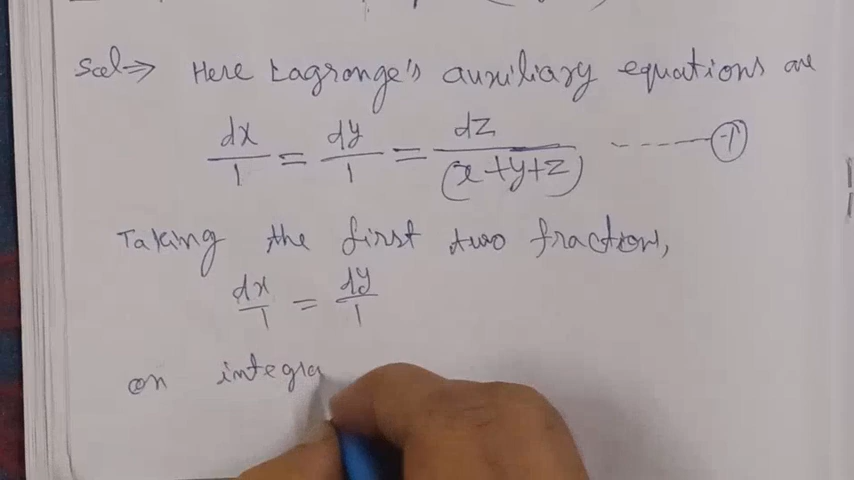 Sol⇒ Here Lagrange's auxiliary equations are
dx/1 = dy/1 = dz/(x+y+z) ------ 1
Taking the first two fraction,
dx/1 = dy/1
on integra